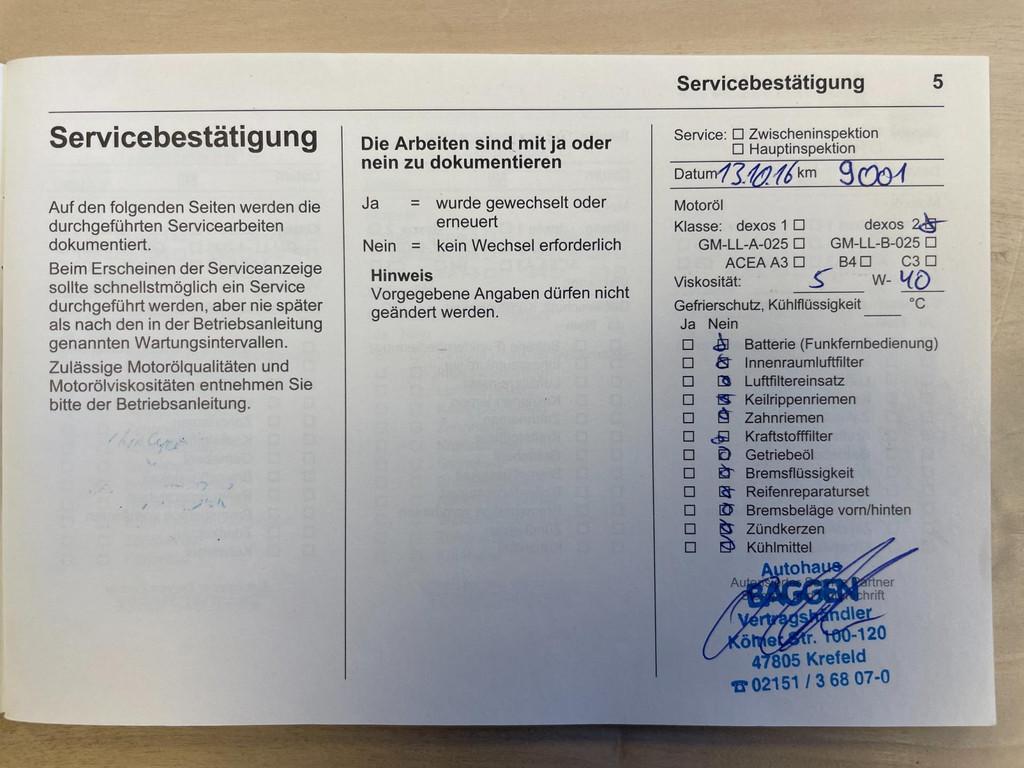 Servicebestätigung 5
Servicebestätigung
Auf den folgenden Seiten werden die
durchgeführten Servicearbeiten
dokumentiert.
Beim Erscheinen der Serviceanzeige
sollte schnellstmöglich ein Service
durchgeführt werden, aber nie später
als nach den in der Betriebsanleitung
genannten Wartungsintervallen.
Zulässige Motorölqualitäten und
Motorölviskositäten entnehmen Sie
bitte der Betriebsanleitung.
Die Arbeiten sind mit ja oder
nein zu dokumentieren
Ja = wurde gewechselt oder
erneuert
Nein = kein Wechsel erforderlich
Hinweis
Vorgegebene Angaben dürfen nicht
geändert werden.
Service: ☐ Zwischeninspektion
☐ Hauptinspektion
Datum 13.10.16 km 9001
Motoröl
Klasse: dexos 1 ☐ dexos 2 ☒
GM-LL-A-025 ☐ GM-LL-B-025 ☐
ACEA A3 ☐ B4 ☐ C3 ☐
Viskosität: 5 W- 40
Gefrierschutz, Kühlflüssigkeit ____ °C
Ja Nein
☐ ☒ Batterie (Funkfernbedienung)
☐ ☒ Innenraumluftfilter
☐ ☒ Luftfiltereinsatz
☐ ☒ Keilrippenriemen
☐ ☒ Zahnriemen
☐ ☒ Kraftstofffilter
☐ ☒ Getriebeöl
☐ ☒ Bremsflüssigkeit
☐ ☒ Reifenreparaturset
☐ ☒ Bremsbeläge vorn/hinten
☐ ☒ Zündkerzen
☐ ☒ Kühlmittel
Autohaus
BAGGEN
Vertragshändler
Kölner Str. 100-120
47805 Krefeld
☎ 02151 / 3 68 07-0